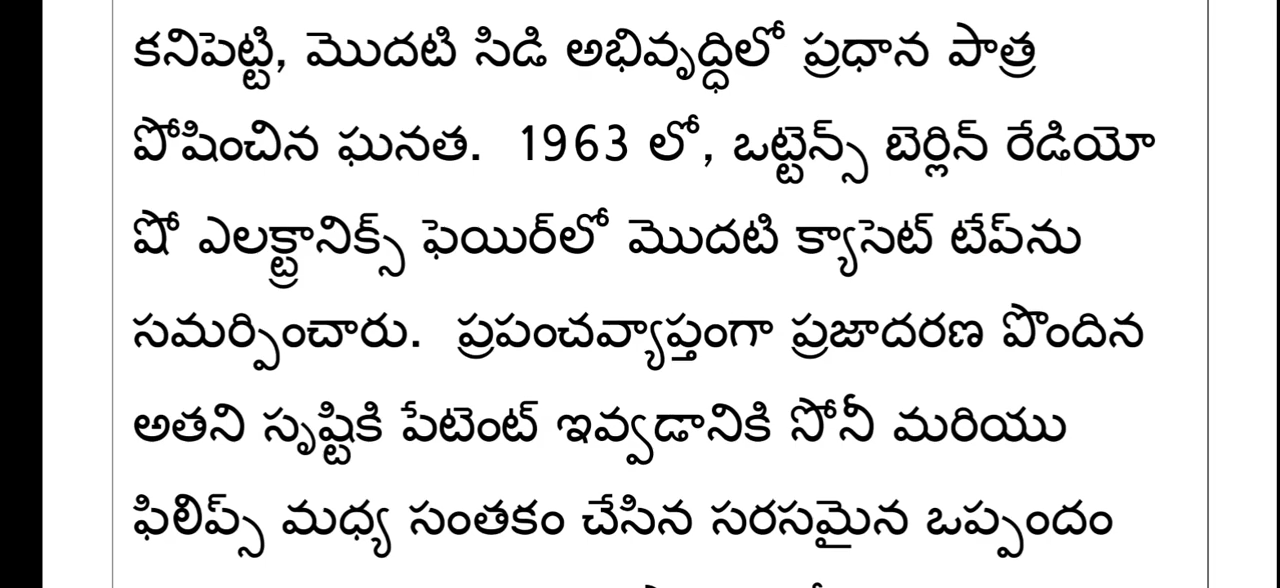 కనిపెట్టి, మొదటి సిడి అభివృద్ధిలో ప్రధాన పాత్ర
పోషించిన ఘనత. 1963 లో, ఒట్టెన్స్ బెర్లిన్ రేడియో
షో ఎలక్ట్రానిక్స్ ఫెయిర్‌లో మొదటి క్యాసెట్ టేప్‌ను
సమర్పించారు. ప్రపంచవ్యాప్తంగా ప్రజాదరణ పొందిన
అతని సృష్టికి పేటెంట్ ఇవ్వడానికి సోనీ మరియు
ఫిలిప్స్ మధ్య సంతకం చేసిన సరసమైన ఒప్పందం